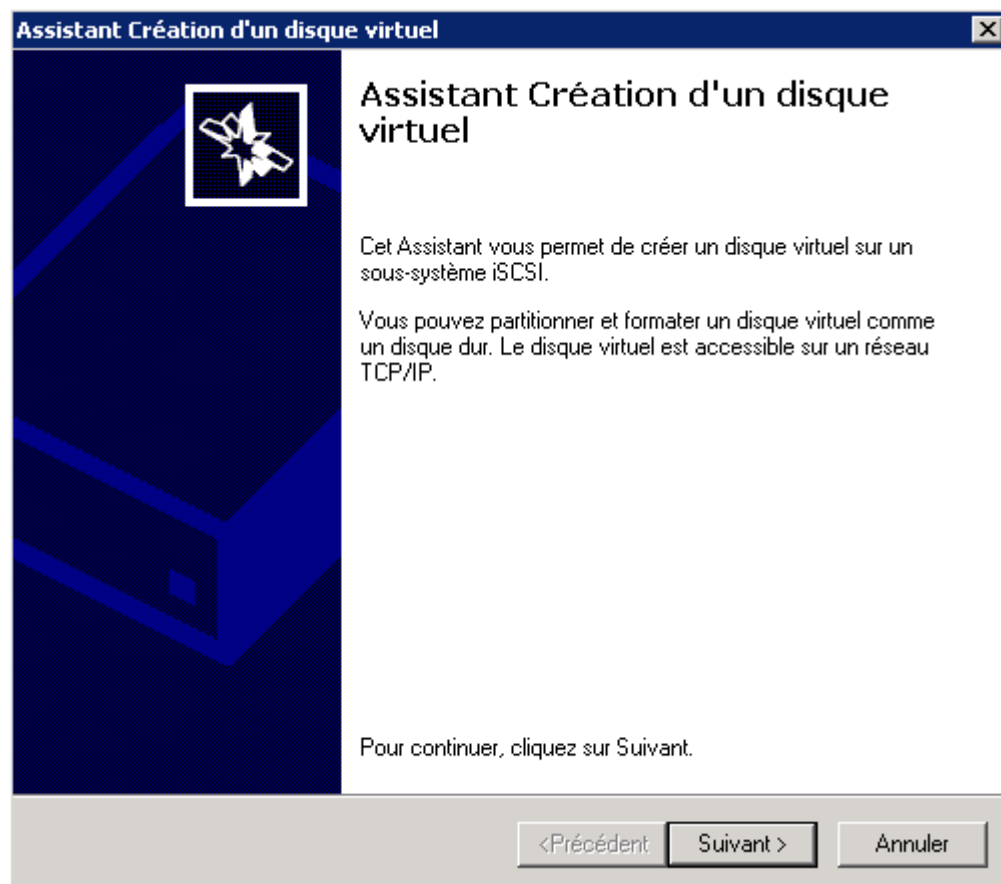 Assistant Création d'un disque virtuel
Assistant Création d'un disque
virtuel
Cet Assistant vous permet de créer un disque virtuel sur un
sous-système iSCSI.
Vous pouvez partitionner et formater un disque virtuel comme
un disque dur. Le disque virtuel est accessible sur un réseau
TCP/IP.
Pour continuer, cliquez sur Suivant.
<Précédent Suivant > Annuler